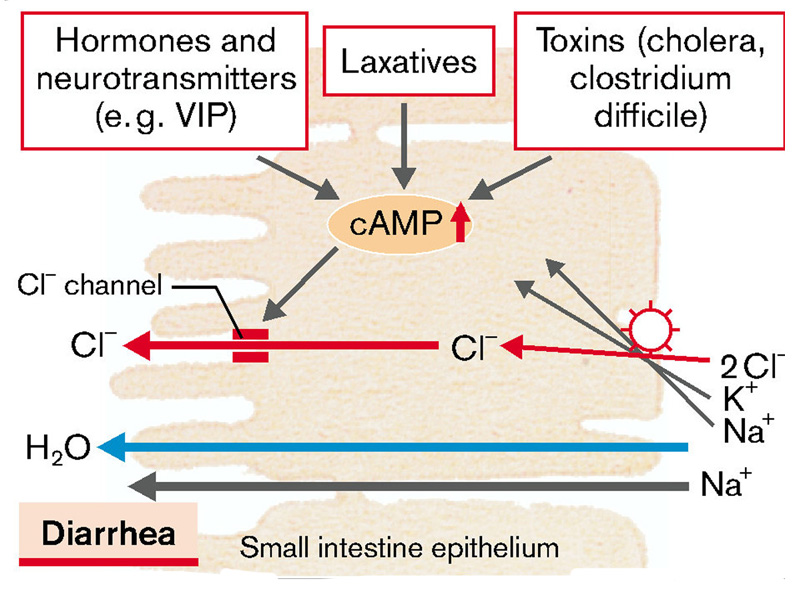 Hormones and
neurotransmitters
(e.g. VIP)
Laxatives
Toxins (cholera,
clostridium
difficile)
cAMP
Cl⁻ channel
Cl⁻
Cl⁻
2 Cl⁻
K⁺
Na⁺
H₂O
Na⁺
Diarrhea
Small intestine epithelium